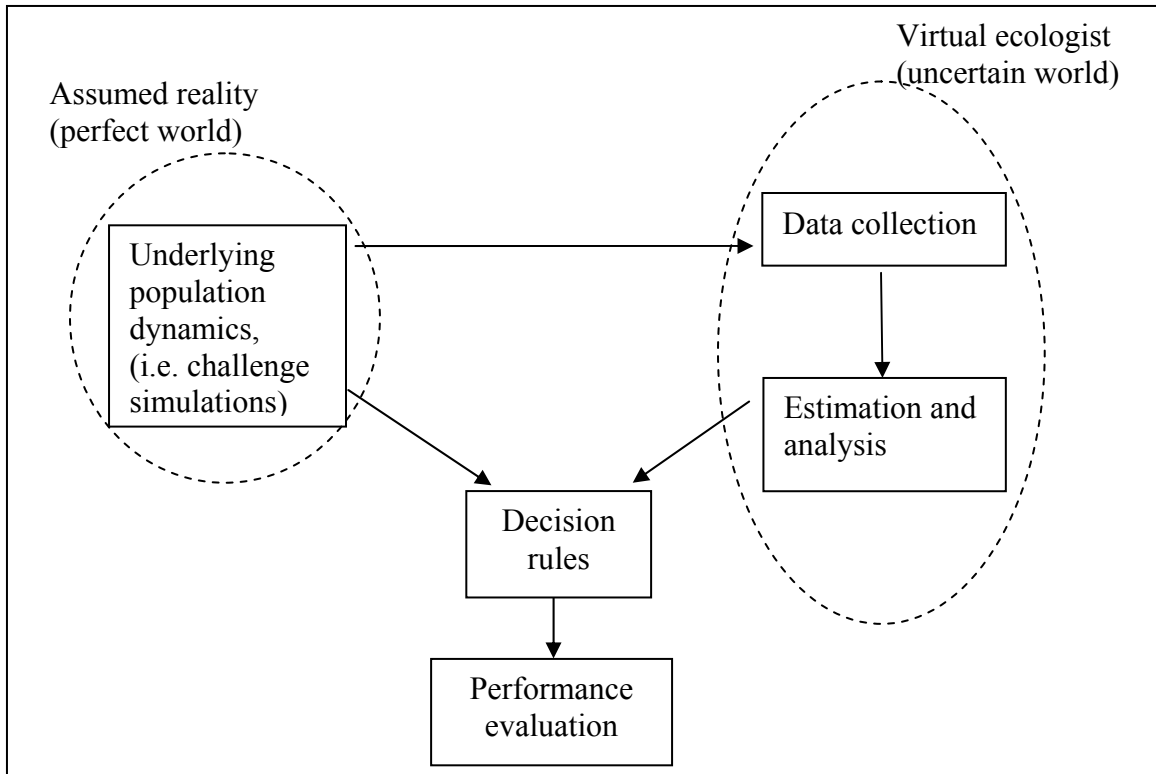 Virtual ecologist
(uncertain world)
Assumed reality
(perfect world)
Underlying
population
dynamics,
(i.e. challenge
simulations)
Data collection
Estimation and
analysis
Decision
rules
Performance
evaluation